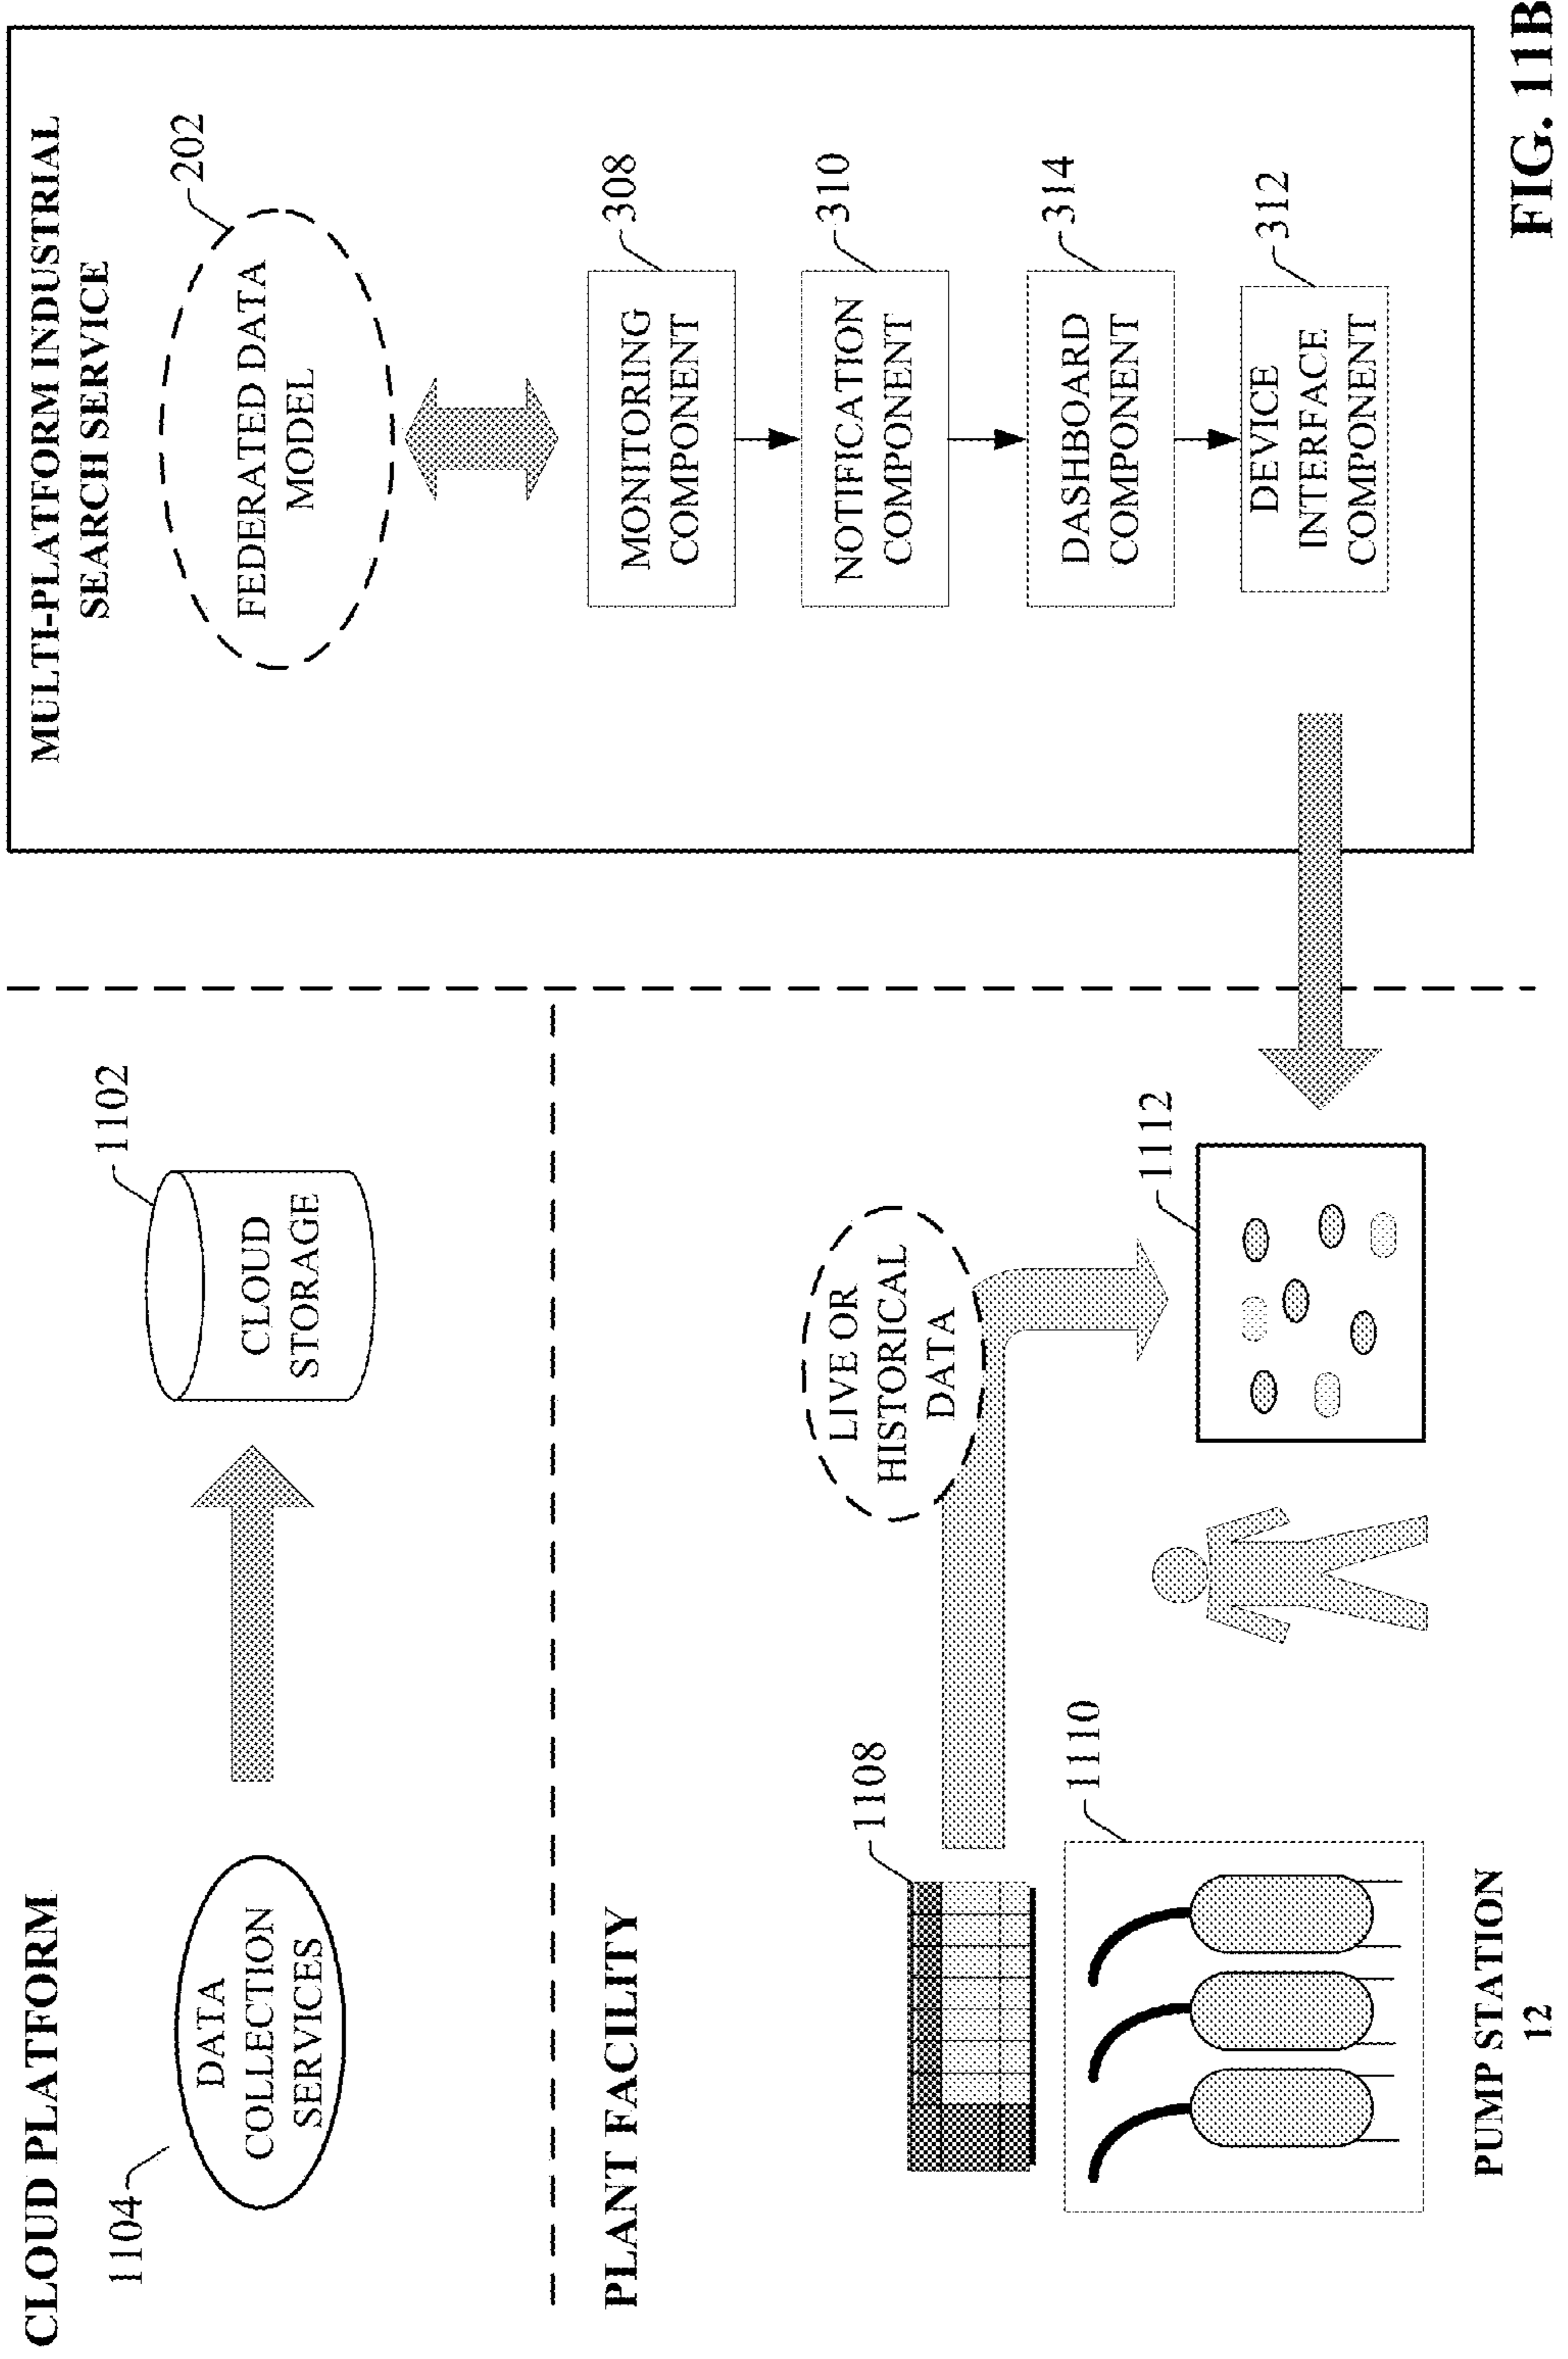 CLOUD PLATFORM
1104
DATA
COLLECTION
SERVICES
1102
CLOUD
STORAGE
PLANT FACILITY
1108
LIVE OR
HISTORICAL
DATA
1110
1112
PUMP STATION
12
MULTI-PLATFORM INDUSTRIAL
SEARCH SERVICE
202
FEDERATED DATA
MODEL
308
MONITORING
COMPONENT
310
NOTIFICATION
COMPONENT
314
DASHBOARD
COMPONENT
312
DEVICE
INTERFACE
COMPONENT
FIG. 11B